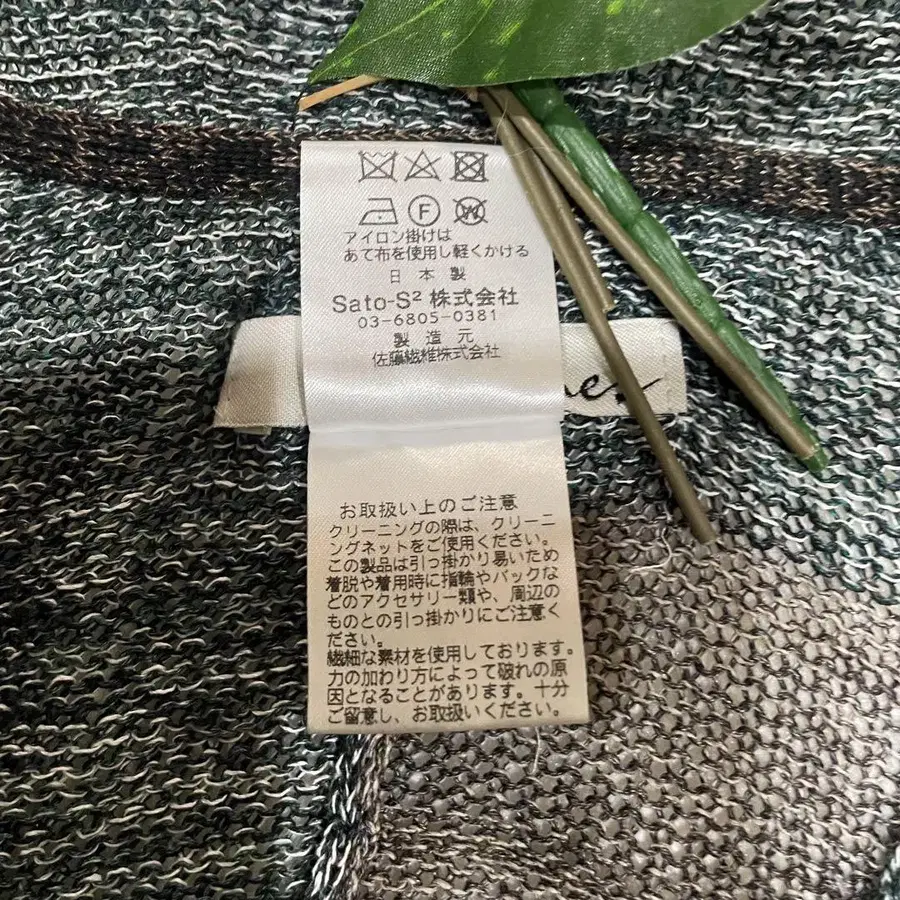 F W
アイロン掛けは
あて布を使用し軽くかける
日本製
Sato-S² 株式会社
03-6805-0381
製造元
佐藤繊維株式会社
お取扱い上のご注意
クリーニングの際は、クリーニ
ングネットをご使用ください。
この製品は引っ掛かり易いため
着脱や着用時に指輪やバックな
どのアクセサリー類や、周辺の
ものとの引っ掛かりにご注意く
ださい。
繊細な素材を使用しております。
力の加わり方によって破れの原
因となることがあります。十分
ご留意し、お取扱いください。